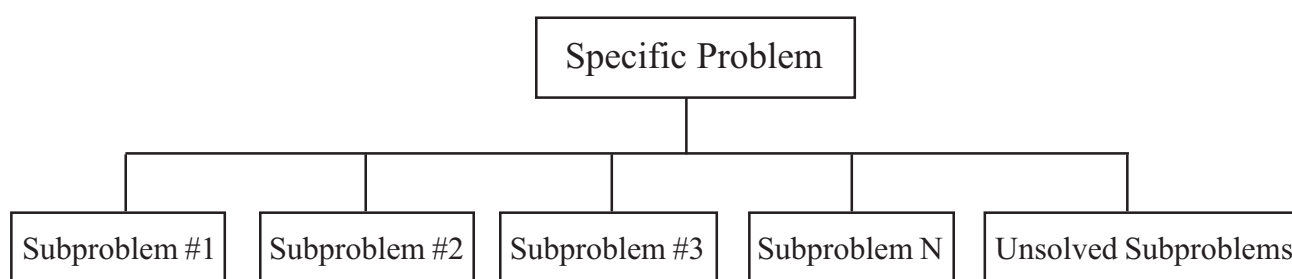 Specific Problem
Subproblem #1
Subproblem #2
Subproblem #3
Subproblem N
Unsolved Subproblems